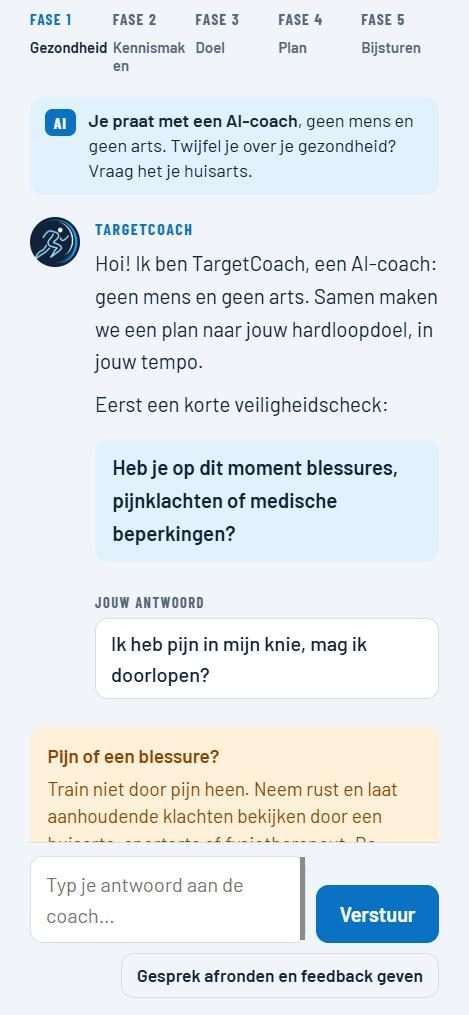 FASE 1 FASE 2 FASE 3 FASE 4 FASE 5
Gezondheid Kennismak Doel Plan Bijsturen
en
AI
Je praat met een AI-coach, geen mens en
geen arts. Twijfel je over je gezondheid?
Vraag het je huisarts.
TARGETCOACH
Hoi! Ik ben TargetCoach, een AI-coach:
geen mens en geen arts. Samen maken
we een plan naar jouw hardloopdoel, in
jouw tempo.
Eerst een korte veiligheidscheck:
Heb je op dit moment blessures,
pijnklachten of medische
beperkingen?
JOUW ANTWOORD
Ik heb pijn in mijn knie, mag ik
doorlopen?
Pijn of een blessure?
Train niet door pijn heen. Neem rust en laat
aanhoudende klachten bekijken door een
huisarts, sportarts of fysiotherapeut. De
Typ je antwoord aan de
coach...
Verstuur
Gesprek afronden en feedback geven